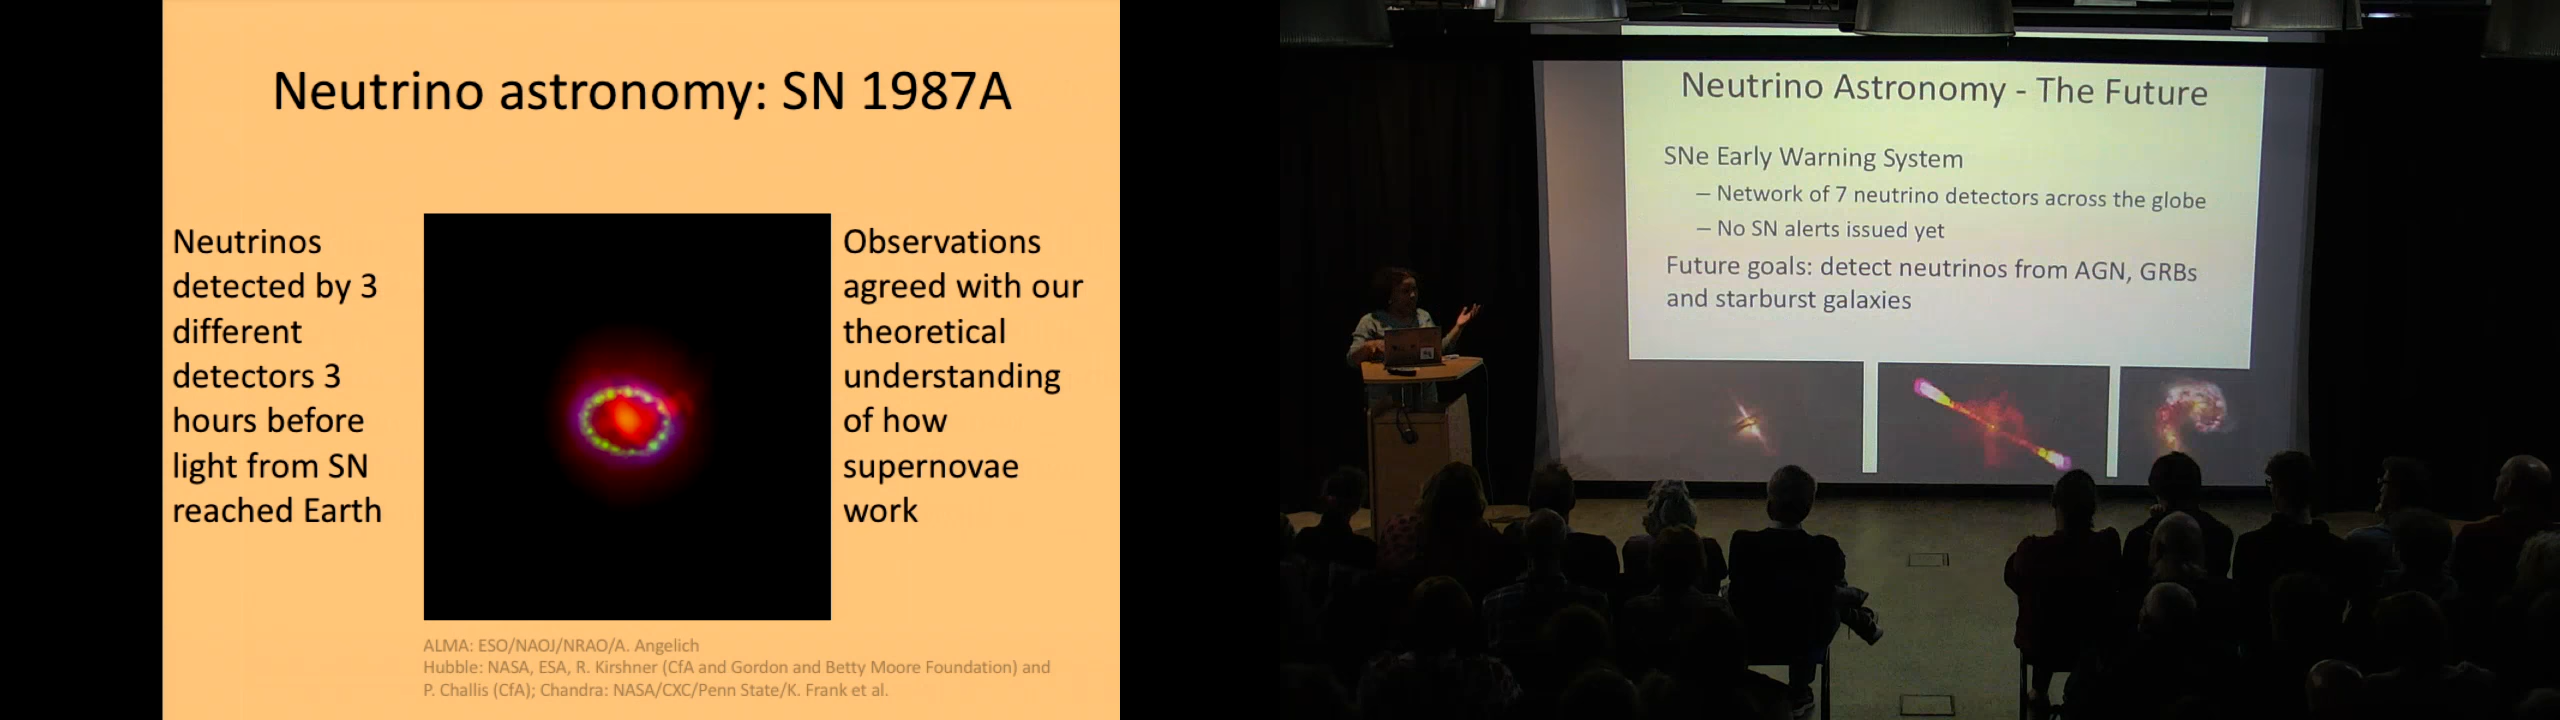 Neutrino astronomy: SN 1987A
Neutrinos
detected by 3
different
detectors 3
hours before
light from SN
reached Earth
Observations
agreed with our
theoretical
understanding
of how
supernovae
work
ALMA: ESO/NAOJ/NRAO/A. Angelich
Hubble: NASA, ESA, R. Kirshner (CfA and Gordon and Betty Moore Foundation) and
P. Challis (CfA); Chandra: NASA/CXC/Penn State/K. Frank et al.
Neutrino Astronomy - The Future
SNe Early Warning System
– Network of 7 neutrino detectors across the globe
– No SN alerts issued yet
Future goals: detect neutrinos from AGN, GRBs
and starburst galaxies